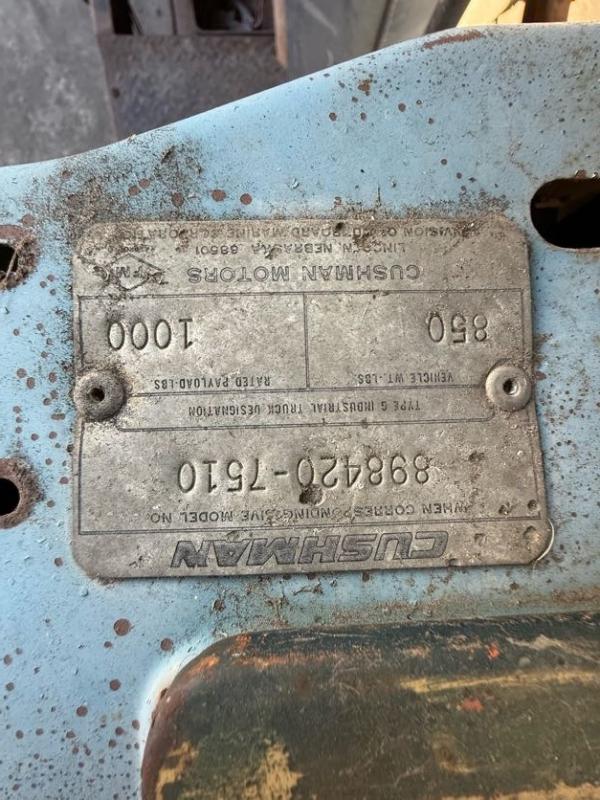 CUSHMAN
WHEN CORRESPONDING GIVE MODEL NO
898420-7510
TYPE G INDUSTRIAL TRUCK DESIGNATION
VEHICLE WT.-LBS RATED PAYLOAD-LBS
850 1000
CUSHMAN MOTORS
LINCOLN, NEBRASKA 68501
DIVISION OUTBOARD MARINE CORPORATION